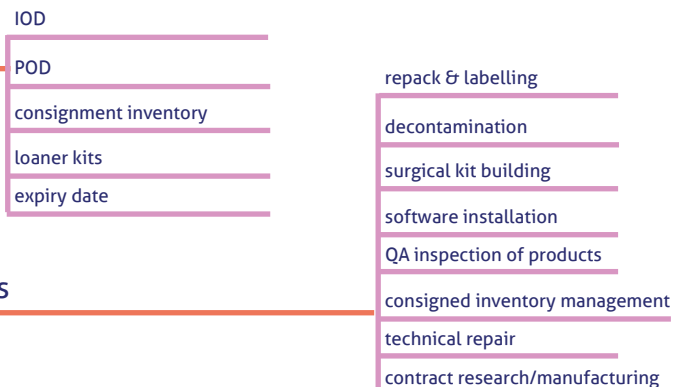 IOD
POD
consignment inventory
loaner kits
expiry date
repack & labelling
decontamination
surgical kit building
software installation
QA inspection of products
s
consigned inventory management
technical repair
contract research/manufacturing